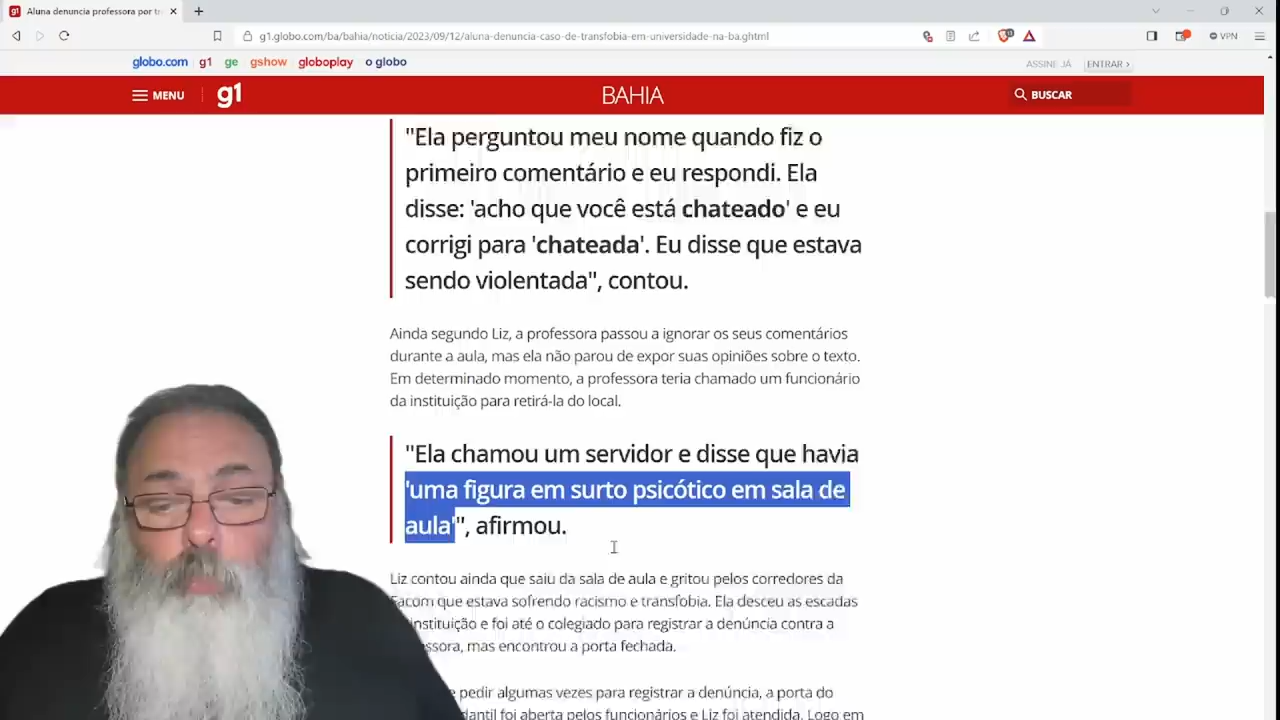 Aluna denuncia professora por tr
g1.globo.com/ba/bahia/noticia/2023/09/12/aluna-denuncia-caso-de-transfobia-em-universidade-na-ba.ghtml
VPN
globo.com g1 ge gshow globoplay o globo
ASSINE JÁ ENTRAR ›
MENU g1 BAHIA BUSCAR
"Ela perguntou meu nome quando fiz o
primeiro comentário e eu respondi. Ela
disse: 'acho que você está chateado' e eu
corrigi para 'chateada'. Eu disse que estava
sendo violentada", contou.
Ainda segundo Liz, a professora passou a ignorar os seus comentários
durante a aula, mas ela não parou de expor suas opiniões sobre o texto.
Em determinado momento, a professora teria chamado um funcionário
da instituição para retirá-la do local.
"Ela chamou um servidor e disse que havia
'uma figura em surto psicótico em sala de
aula'", afirmou.
Liz contou ainda que saiu da sala de aula e gritou pelos corredores da
Facom que estava sofrendo racismo e transfobia. Ela desceu as escadas
instituição e foi até o colegiado para registrar a denúncia contra a
essora, mas encontrou a porta fechada.
e pedir algumas vezes para registrar a denúncia, a porta do
dantil foi aberta pelos funcionários e Liz foi atendida. Logo em